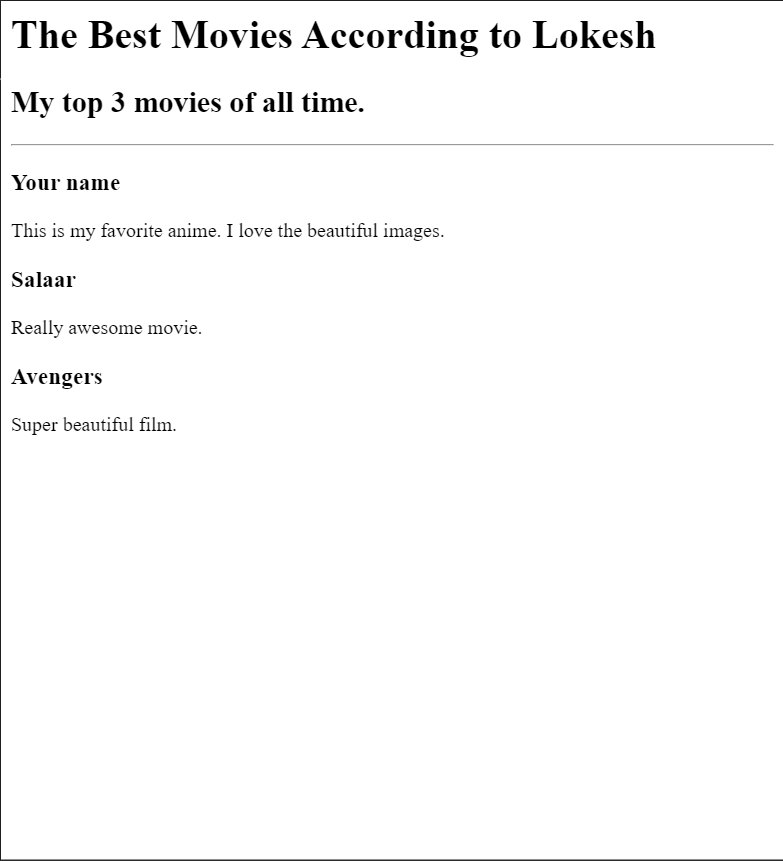 The Best Movies According to Lokesh
My top 3 movies of all time.
Your name
This is my favorite anime. I love the beautiful images.
Salaar
Really awesome movie.
Avengers
Super beautiful film.